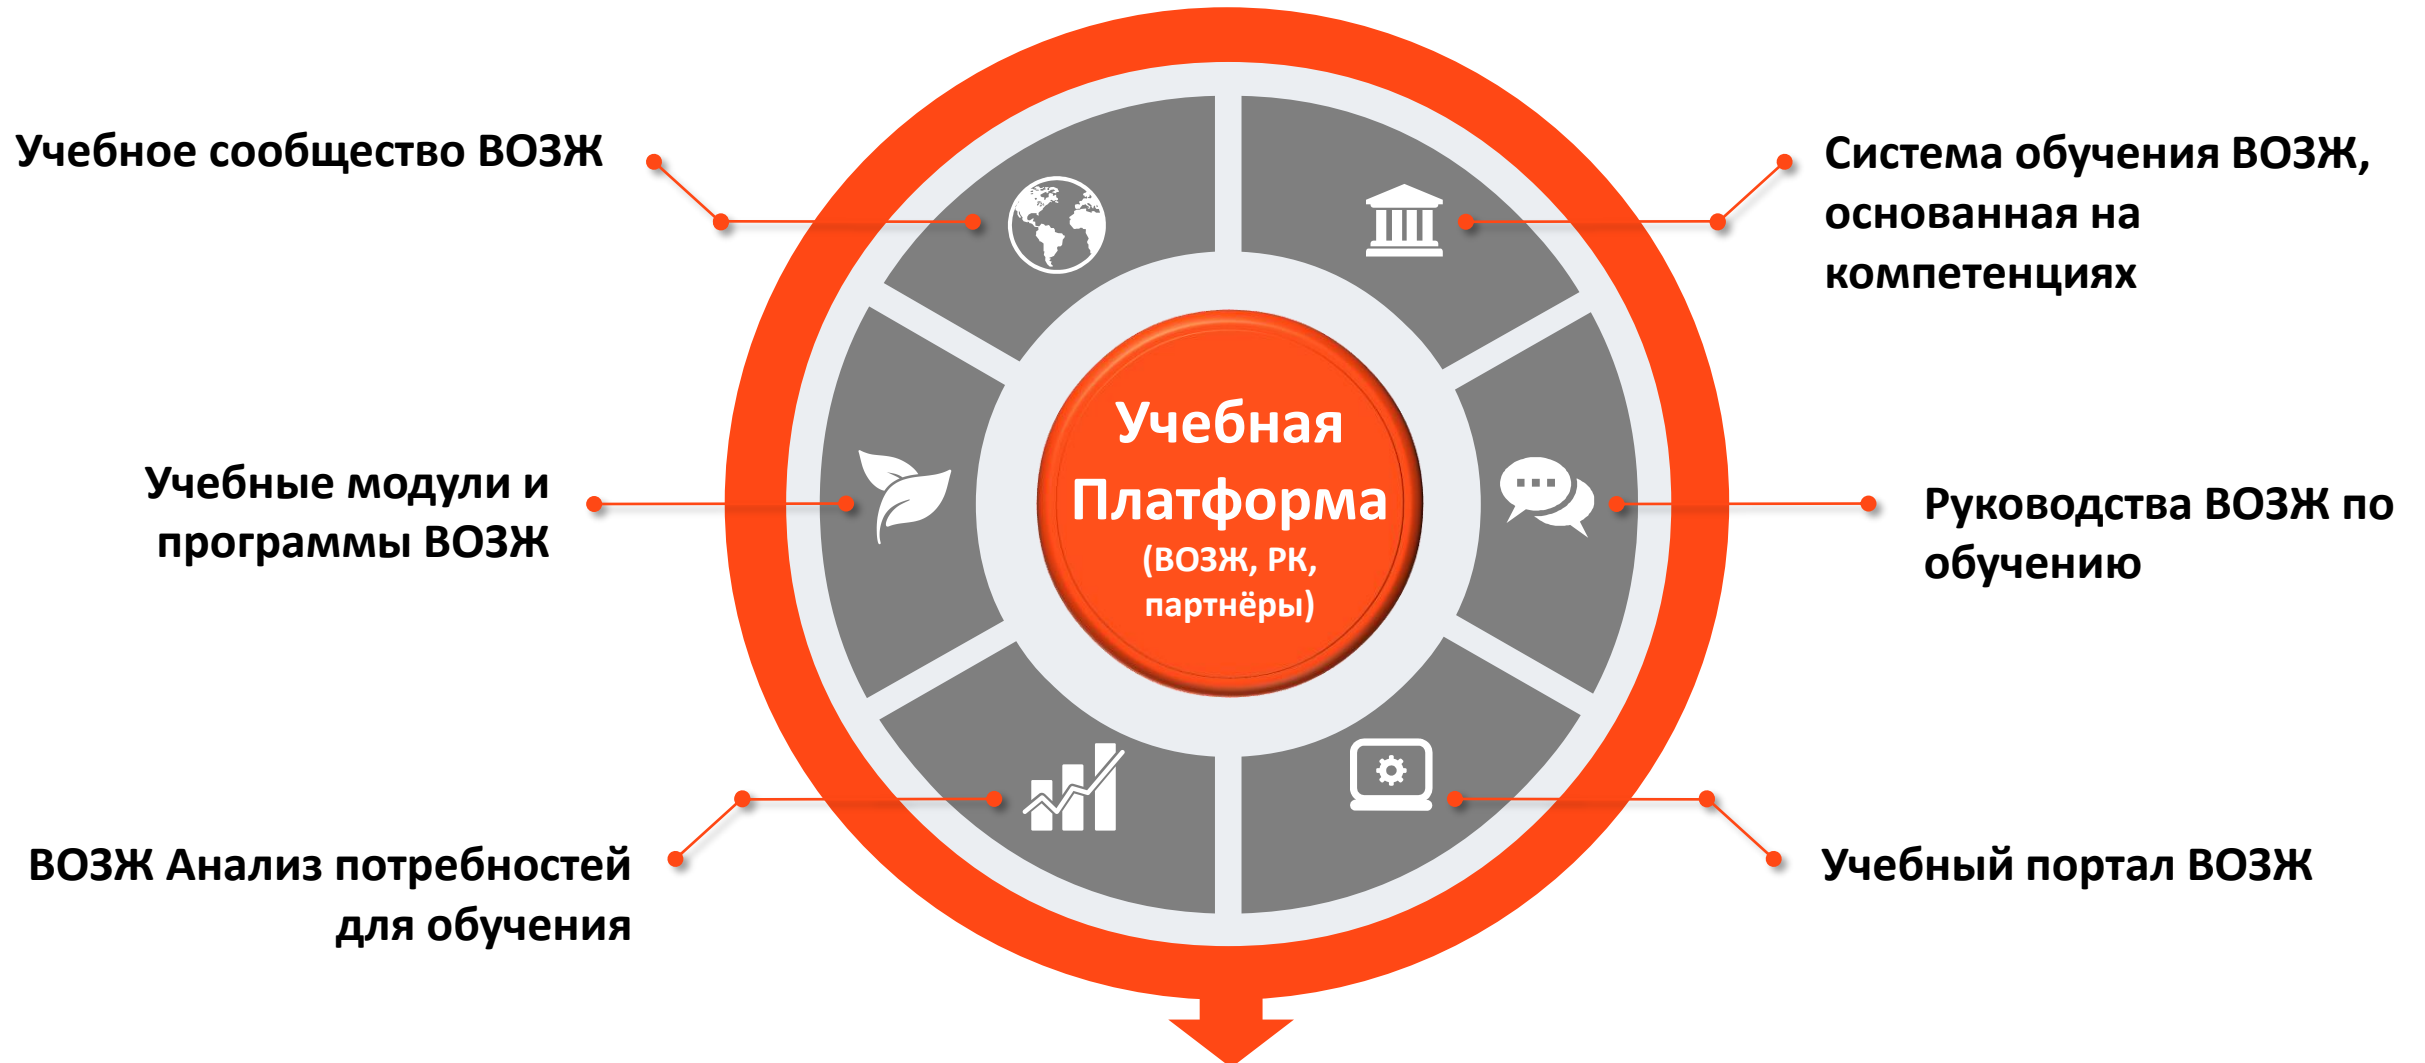 Учебное сообщество ВОЗЖ
Система обучения ВОЗЖ,
основанная на
компетенциях
Учебная
Платформа
(ВОЗЖ, РК,
партнёры)
Учебные модули и
программы ВОЗЖ
Руководства ВОЗЖ по
обучению
ВОЗЖ Анализ потребностей
для обучения
Учебный портал ВОЗЖ